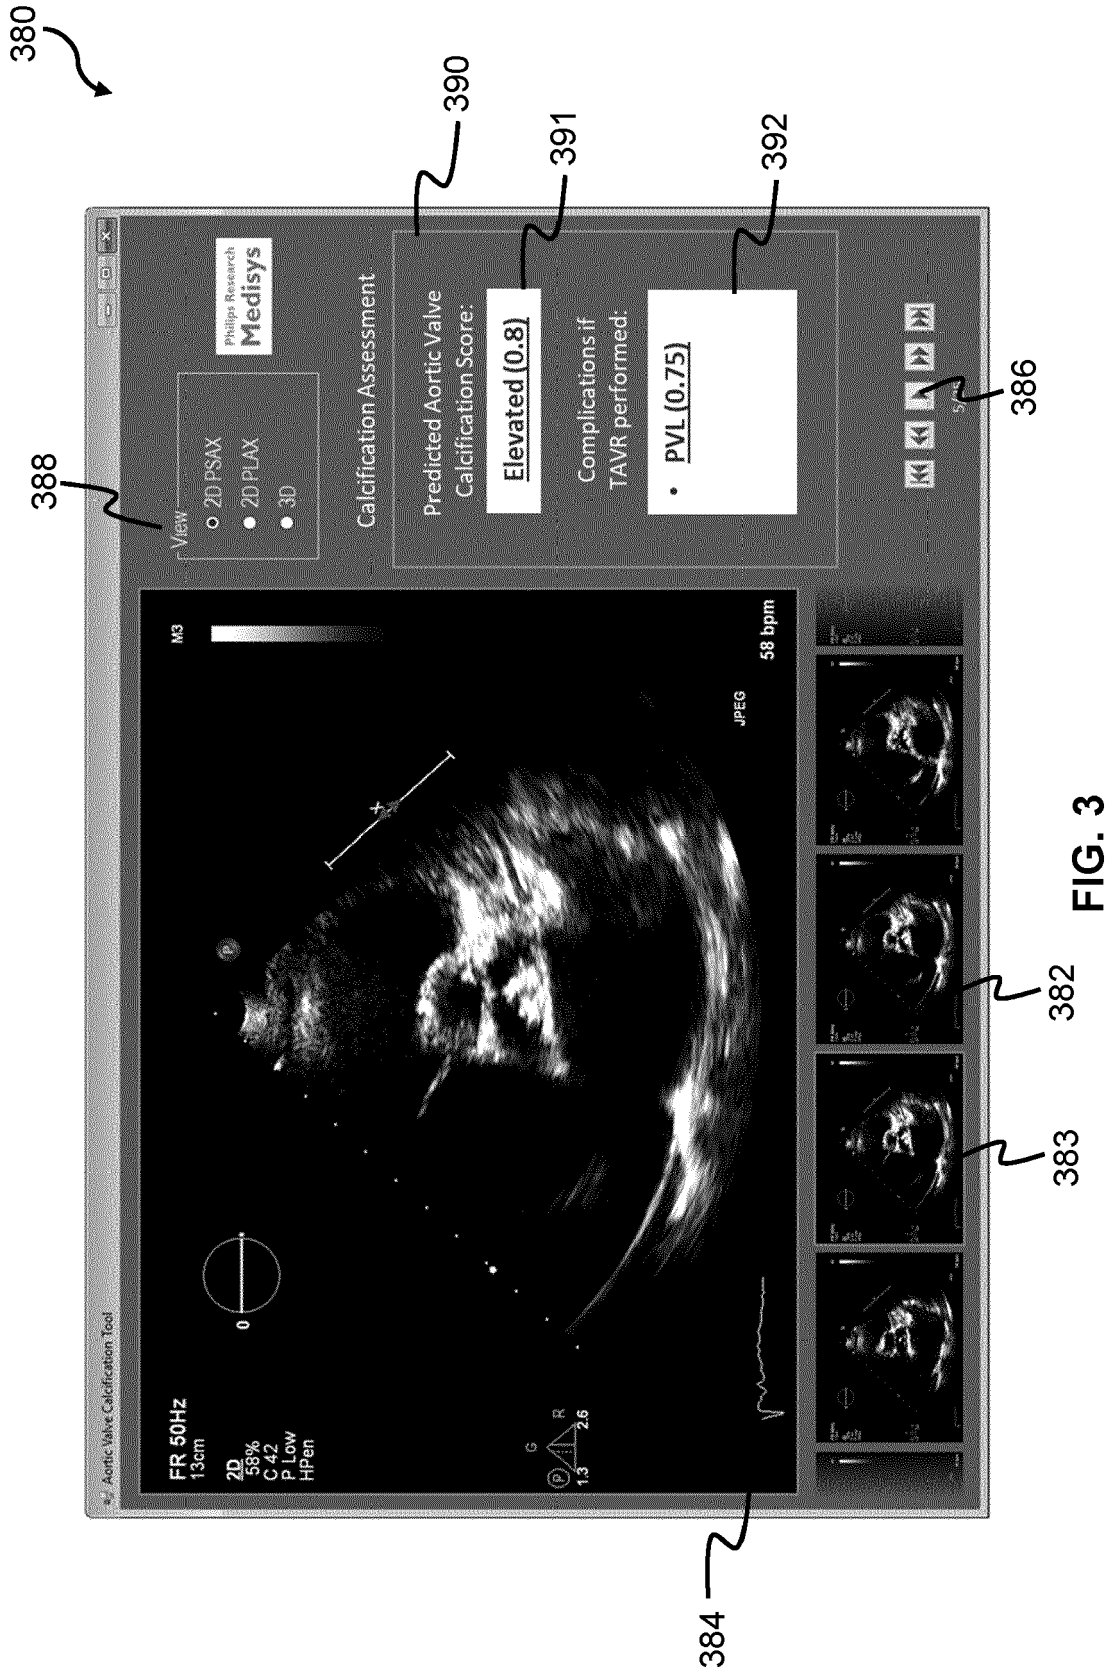 380
Aortic Valve Calcification Tool
FR 50Hz
13cm
2D
58%
C 42
P Low
HPen
0
P
M3
G
P R
1.3 2.6
JPEG
58 bpm
388
View
2D PSAX
2D PLAX
3D
Philips Research
Medisys
Calcification Assessment
390
Predicted Aortic Valve
Calcification Score:
Elevated (0.8)
391
Complications if
TAVR performed:
• PVL (0.75)
392
386
384
383
382
FIG. 3